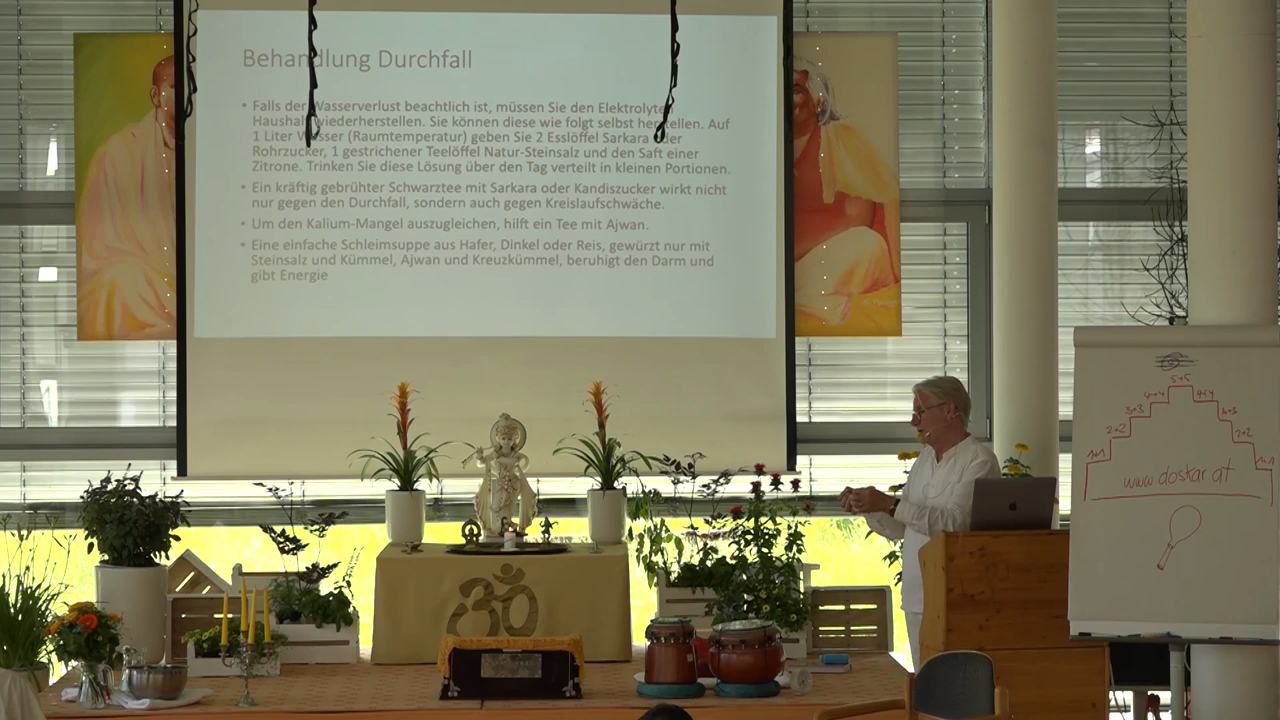 Behandlung Durchfall
• Falls der Wasserverlust beachtlich ist, müssen Sie den Elektrolyten
Haushalt wiederherstellen. Sie können diese wie folgt selbst herstellen. Auf
1 Liter Wasser (Raumtemperatur) geben Sie 2 Esslöffel Sarkara oder
Rohrzucker, 1 gestrichener Teelöffel Natur-Steinsalz und den Saft einer
Zitrone. Trinken Sie diese Lösung über den Tag verteilt in kleinen Portionen.
• Ein kräftig gebrühter Schwarztee mit Sarkara oder Kandiszucker wirkt nicht
nur gegen den Durchfall, sondern auch gegen Kreislaufschwäche.
• Um den Kalium-Mangel auszugleichen, hilft ein Tee mit Ajwan.
• Eine einfache Schleimsuppe aus Hafer, Dinkel oder Reis, gewürzt nur mit
Steinsalz und Kümmel, Ajwan und Kreuzkümmel, beruhigt den Darm und
gibt Energie
ॐ
5+5
4+4 4+4
3+3 3+3
2+2 2+2
1+1 1+1
www.dostar.at